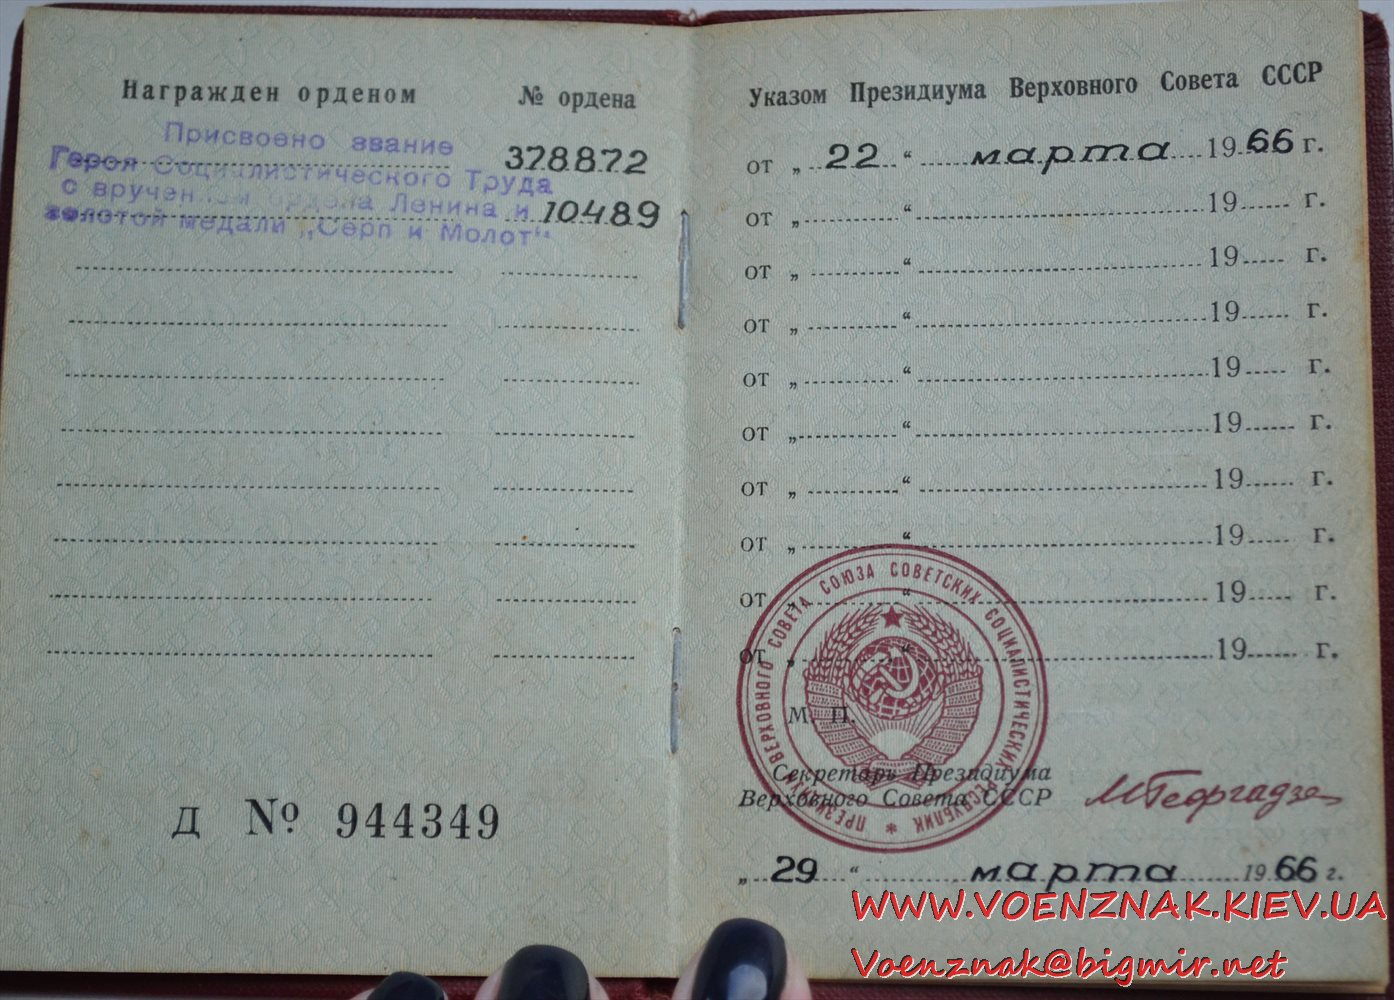 Награжден орденом № ордена
Присвоено звание
Героя Социалистического Труда 378872
с вручением ордена Ленина и 10489
золотой медали „Серп и Молот“
Д № 944349
Указом Президиума Верховного Совета СССР
от „22“ марта 1966 г.
от „ “ 19 г.
от „ “ 19 г.
от „ “ 19 г.
от „ “ 19 г.
от „ “ 19 г.
от „ “ 19 г.
от „ “ 19 г.
от „ “ 19 г.
от „ “ 19 г.
ПРЕЗИДИУМ ВЕРХОВНОГО СОВЕТА СОЮЗА СОВЕТСКИХ СОЦИАЛИСТИЧЕСКИХ РЕСПУБЛИК *
М. П.
Секретарь Президиума
Верховного Совета СССР МГеоргадзе
„29“ марта 1966 г.
WWW.VOENZNAK.KIEV.UA
Voenznak@bigmir.net